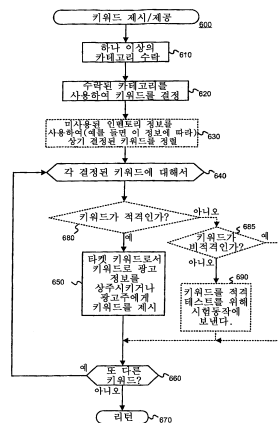 키워드 제시/제공
600
하나 이상의
카테고리 수락
610
수락된 카테고리를
사용하여 키워드를 결정
620
미사용된 인벤토리 정보를
사용하여(예를 들면 이 정보에 따라)
상기 결정된 키워드를 정렬
630
각 결정된 키워드에 대해서
640
키워드가 적격인가?
680
아니오
예
키워드가
비적격인가?
685
예
아니오
타켓 키워드로서
키워드로 광고
정보를
상주시키거나
광고주에게
키워드를 제시
650
690
키워드를 적격
테스트를 위해
시험동작에
보낸다.
예
또 다른
키워드?
660
아니오
리턴
670